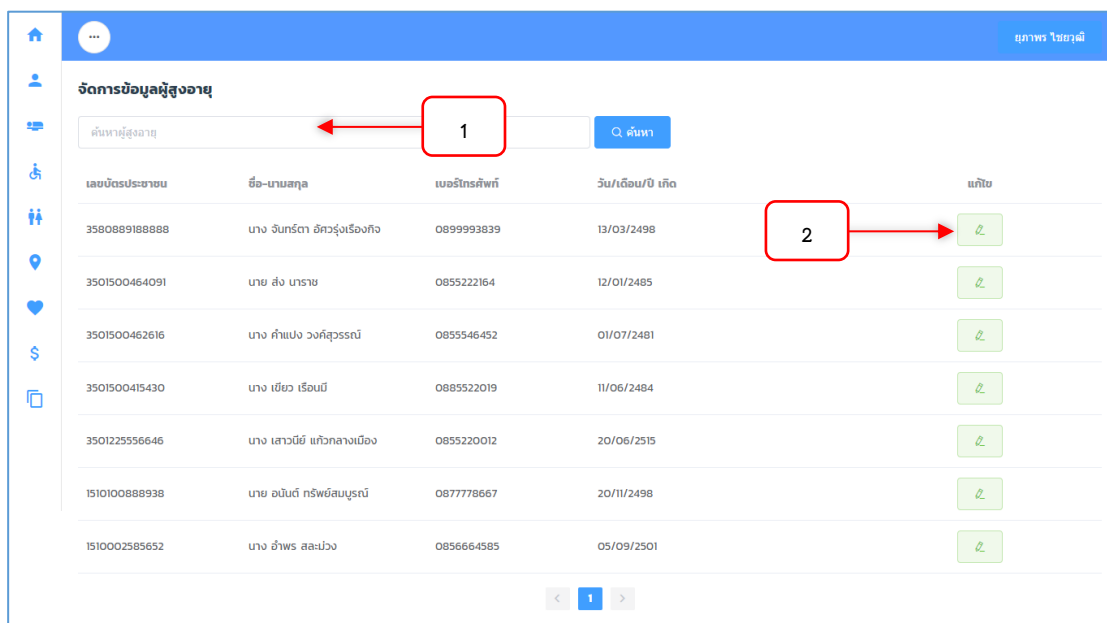 ...
ยุภาพร ไชยวุฒิ
จัดการข้อมูลผู้สูงอายุ
ค้นหาผู้สูงอายุ 1 ค้นหา
เลขบัตรประชาชน ชื่อ-นามสกุล เบอร์โทรศัพท์ วัน/เดือน/ปี เกิด แก้ไข
3580889188888 นาง จันทร์ตา อัศวรุ่งเรืองกิจ 0899993839 13/03/2498 2
3501500464091 นาย ส่ง นาราช 0855222164 12/01/2485
3501500462616 นาง คำแปง วงค์สุวรรณ์ 0855546452 01/07/2481
3501500415430 นาง เขียว เรือนมี 0885522019 11/06/2484
3501225556646 นาง เสาวนีย์ แก้วกลางเมือง 0855220012 20/06/2515
1510100888938 นาย อนันต์ ทรัพย์สมบูรณ์ 0877778667 20/11/2498
1510002585652 นาง อำพร สละม่วง 0856664585 05/09/2501
< 1 >